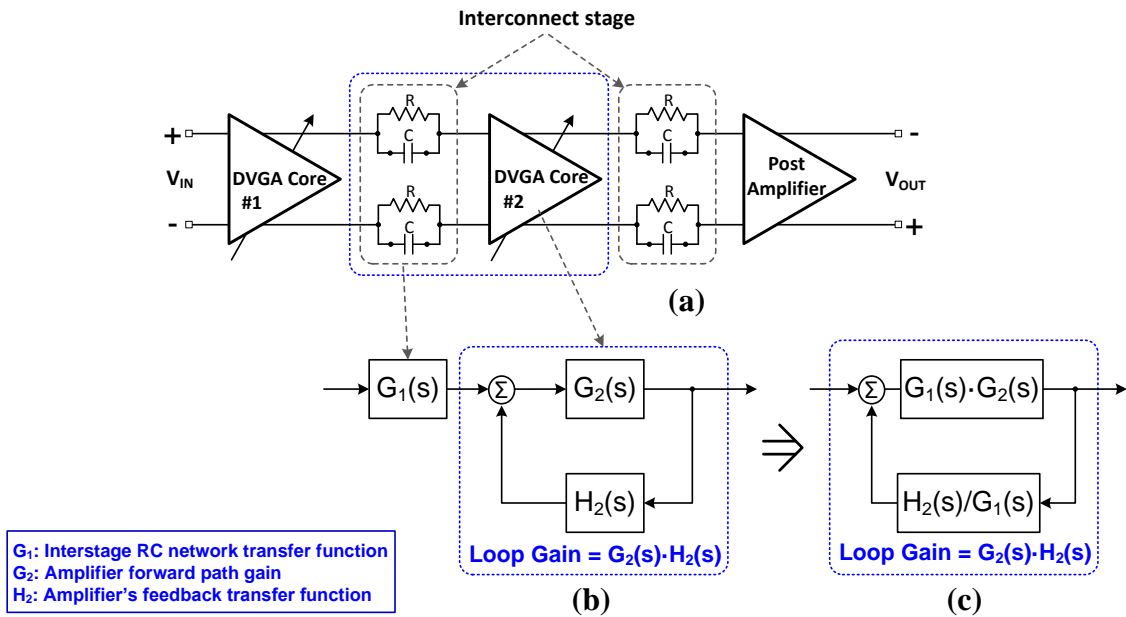 Interconnect stage
R
R
C
C
+
-
V_IN
DVGA Core
#1
DVGA Core
#2
Post
Amplifier
V_OUT
-
+
R
R
C
C
(a)
G₁(s)
Σ
G₂(s)
H₂(s)
Loop Gain = G₂(s)·H₂(s)
(b)
⇒
Σ
G₁(s)·G₂(s)
H₂(s)/G₁(s)
Loop Gain = G₂(s)·H₂(s)
(c)
G₁: Interstage RC network transfer function
G₂: Amplifier forward path gain
H₂: Amplifier's feedback transfer function